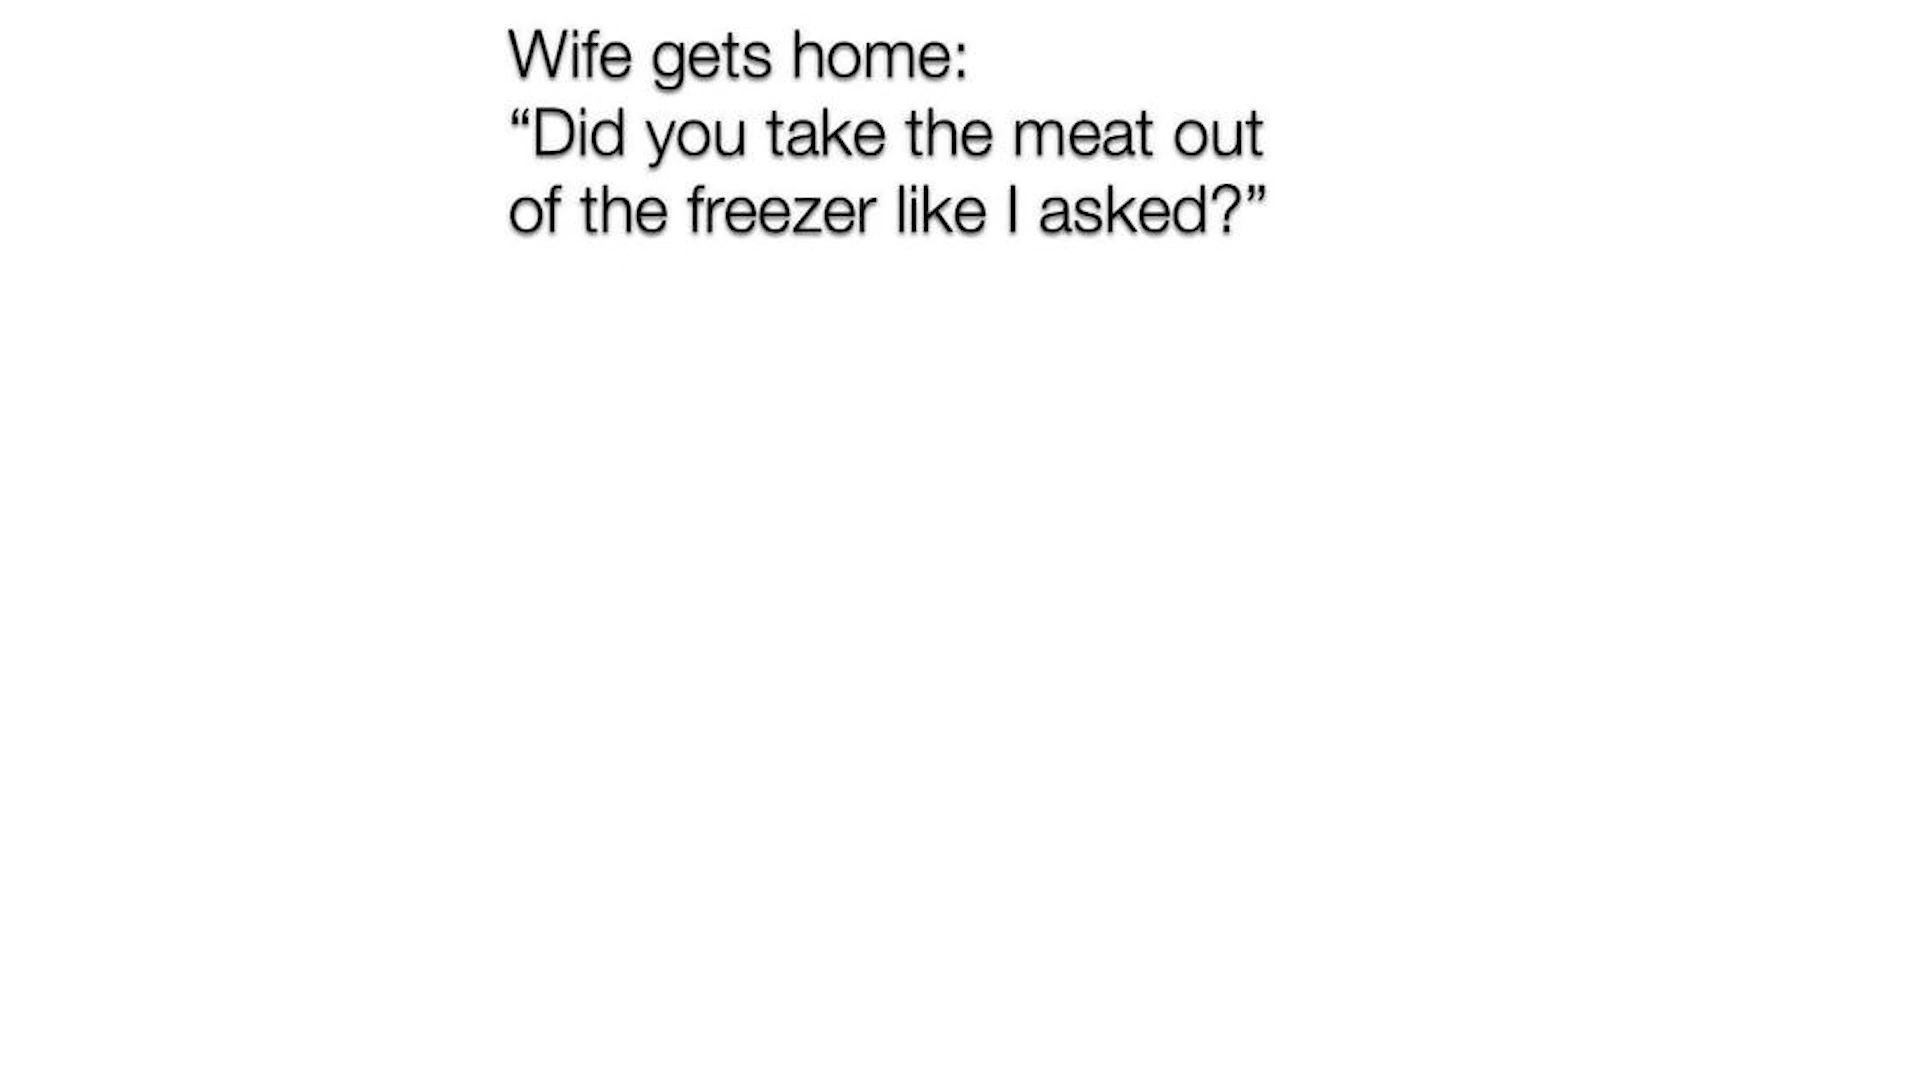 Wife gets home:
“Did you take the meat out
of the freezer like I asked?”